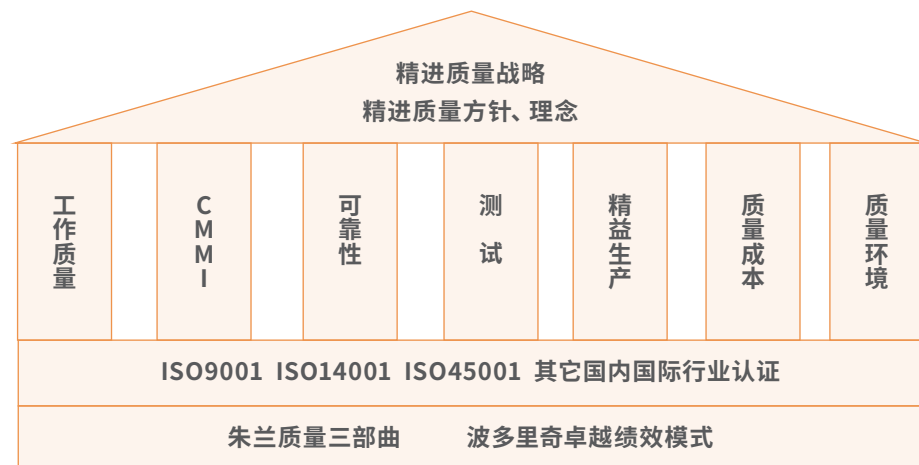 精进质量战略
精进质量方针、理念
工作质量
CMMI
可靠性
测试
精益生产
质量成本
质量环境
ISO9001 ISO14001 ISO45001 其它国内国际行业认证
朱兰质量三部曲 波多里奇卓越绩效模式